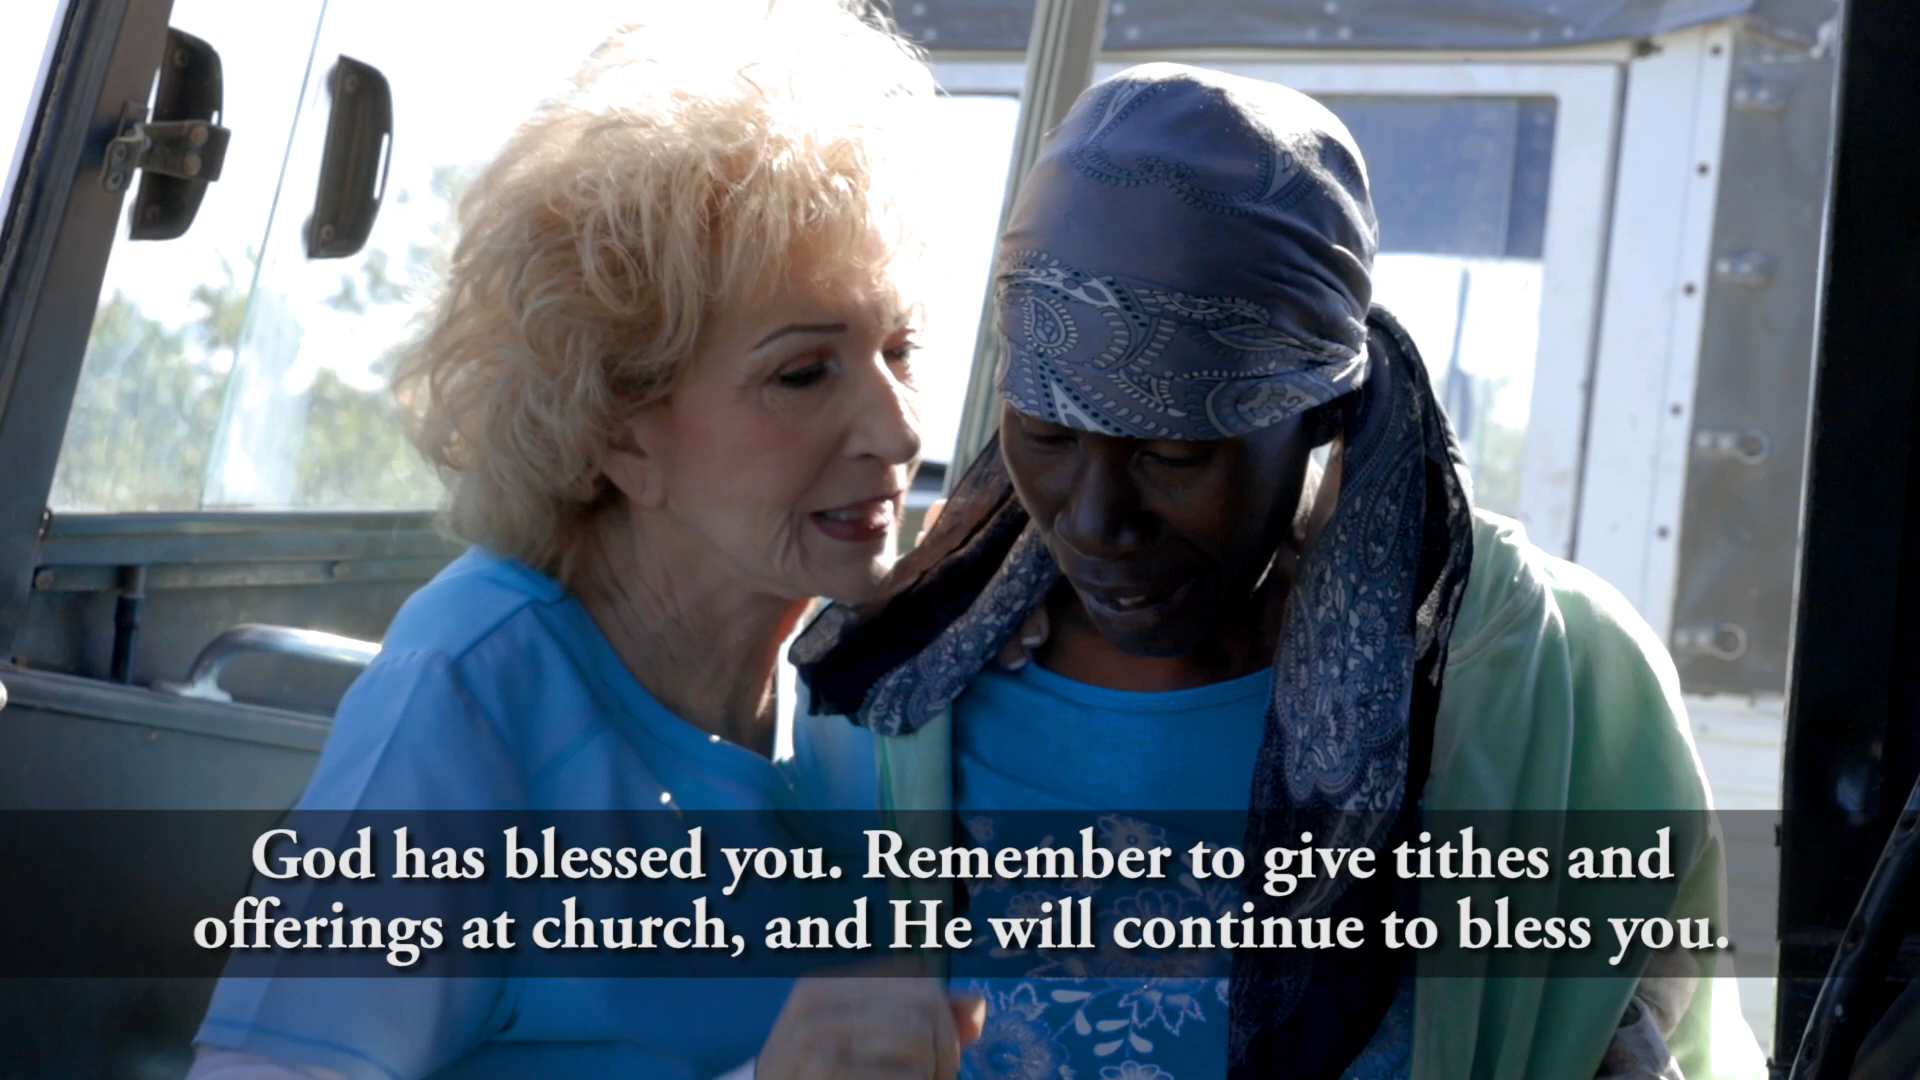 God has blessed you. Remember to give tithes and
offerings at church, and He will continue to bless you.